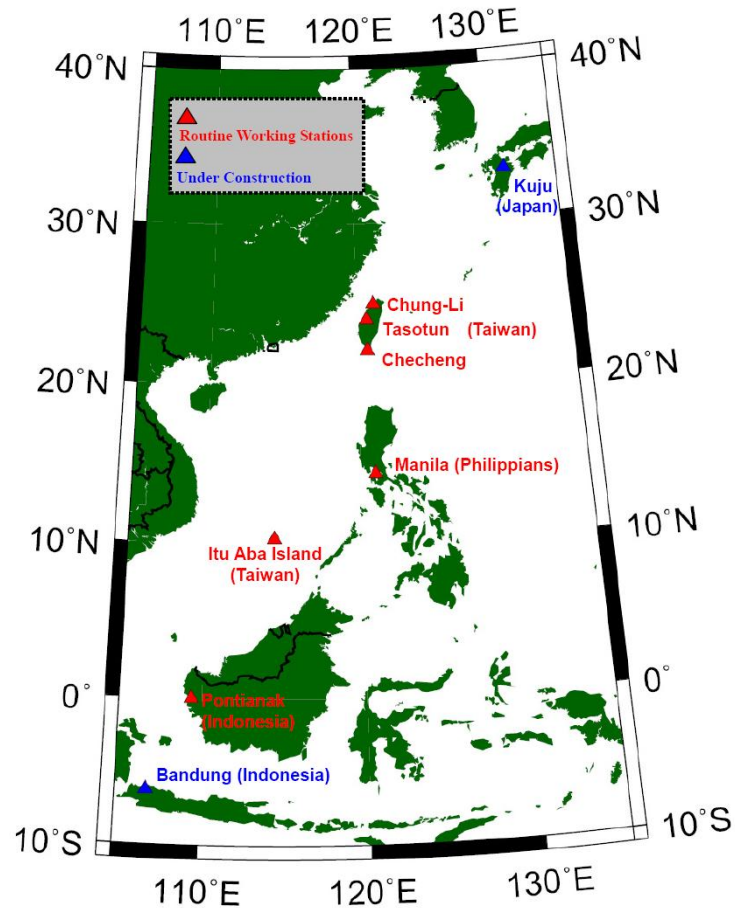 110°E
120°E
130°E
40°N
40°N
Routine Working Stations
Under Construction
Kuju
(Japan)
30°N
30°N
Chung-Li
Tasotun (Taiwan)
Checheng
20°N
20°N
Manila (Philippians)
10°N
10°N
Itu Aba Island
(Taiwan)
0°
0°
Pontianak
(Indonesia)
Bandung (Indonesia)
10°S
10°S
110°E
120°E
130°E